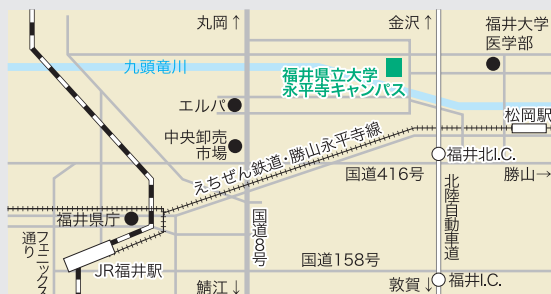 丸岡↑
金沢↑
福井大学
医学部
九頭竜川
福井県立大学
永平寺キャンパス
エルパ
松岡駅
中央卸売
市場
えちぜん鉄道・勝山永平寺線
福井北I.C.
国道416号
勝山→
北陸自動車道
福井県庁
国道8号
フェニックス
通り
JR福井駅
国道158号
鯖江↓
敦賀↓
福井I.C.